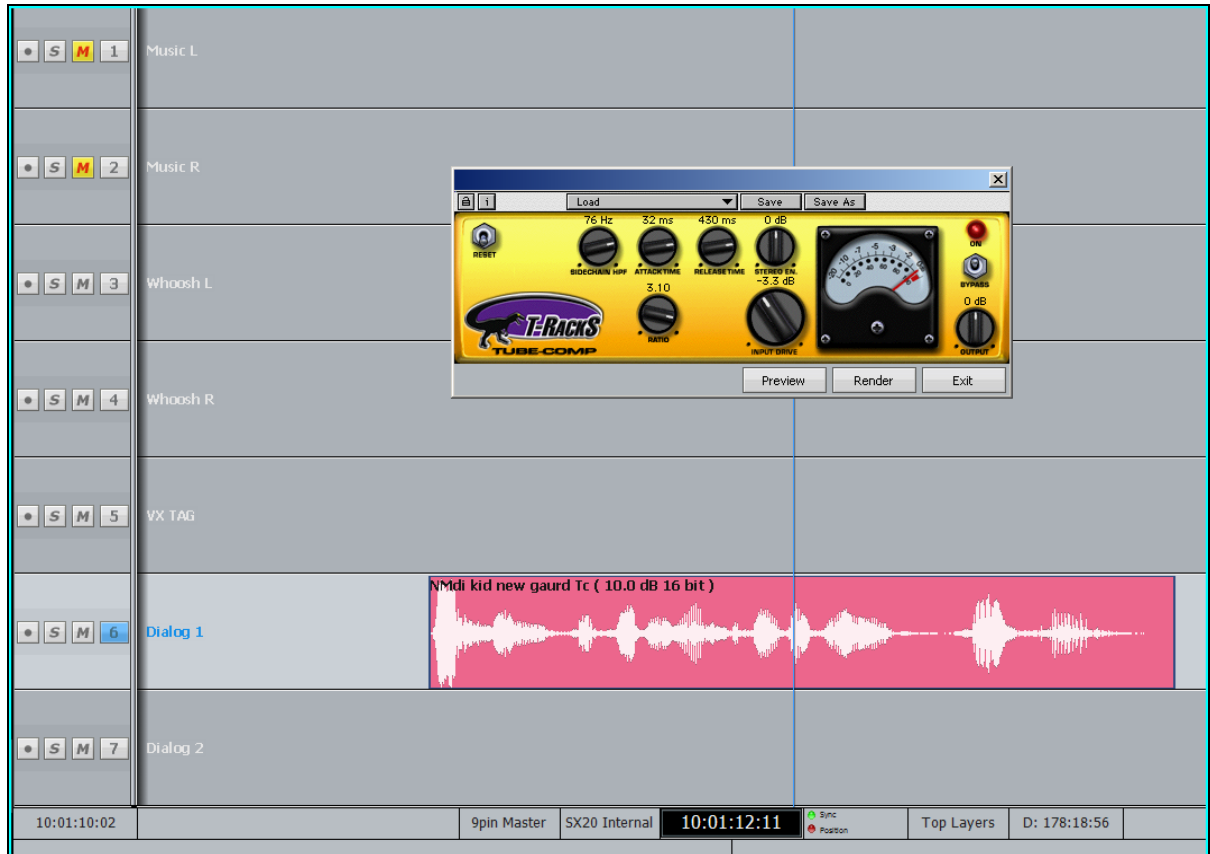 S M 1 Music L
S M 2 Music R
S M 3 Whoosh L
S M 4 Whoosh R
S M 5 VX TAG
S M 6 Dialog 1
S M 7 Dialog 2
i Load Save Save As
76 Hz 32 ms 430 ms 0 dB
RESET
SIDECHAIN HPF ATTACK TIME RELEASE TIME STEREO EN.
ON
BYPASS
3.10 -3.3 dB 0 dB
T-RackS
TUBE-COMP
RATIO INPUT DRIVE OUTPUT
Preview Render Exit
NMdi kid new gaurd Tc ( 10.0 dB 16 bit )
10:01:10:02 9pin Master SX20 Internal 10:01:12:11 Sync Position Top Layers D: 178:18:56